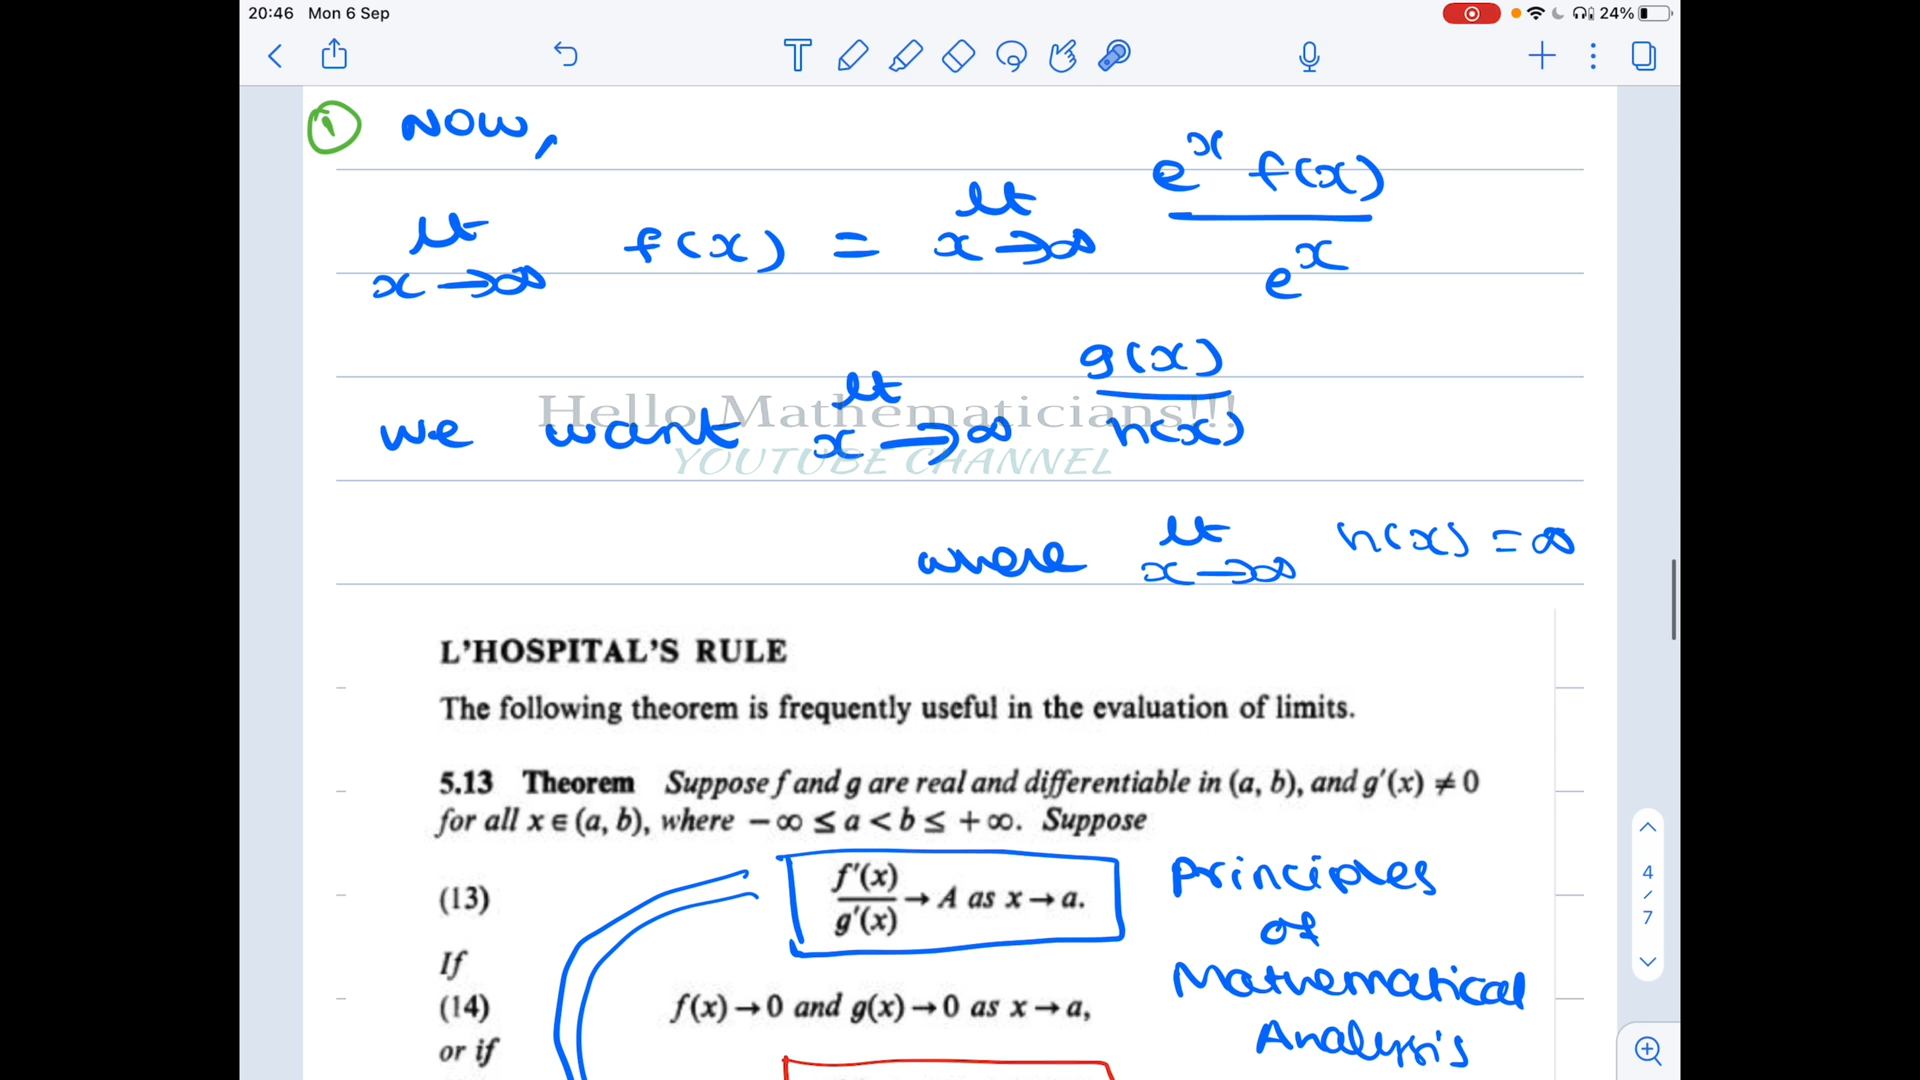 20:46 Mon 6 Sep
24%
① NOW,
lt x→∞ f(x) = lt x→∞ e^x f(x) / e^x
we want lt x→∞ g(x) / h(x)
Hello Mathematicians!!!
YOUTUBE CHANNEL
where lt x→∞ h(x) = ∞
L'HOSPITAL'S RULE
The following theorem is frequently useful in the evaluation of limits.
5.13 Theorem Suppose f and g are real and differentiable in (a, b), and g′(x) ≠ 0
for all x ∈ (a, b), where −∞ ≤ a < b ≤ +∞. Suppose
(13) f′(x) / g′(x) → A as x → a.
Principles
of
Mathematical
Analysis
If
(14) f(x) → 0 and g(x) → 0 as x → a,
or if
4
/
7